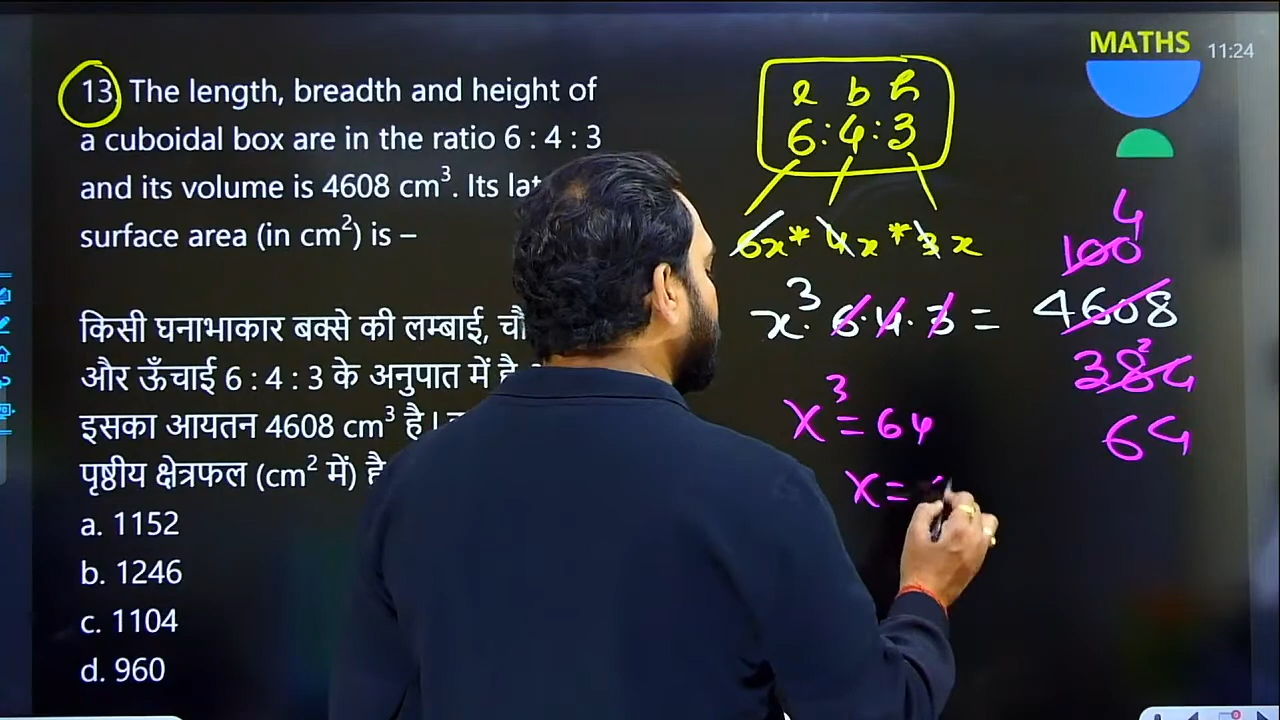 MATHS
11:24
13. The length, breadth and height of
a cuboidal box are in the ratio 6 : 4 : 3
and its volume is 4608 cm³. Its lat
surface area (in cm²) is –
किसी घनाभाकार बक्से की लम्बाई, चौ
और ऊँचाई 6 : 4 : 3 के अनुपात में है
इसका आयतन 4608 cm³ है।
पृष्ठीय क्षेत्रफल (cm² में) है
a. 1152
b. 1246
c. 1104
d. 960
l b h
6 : 4 : 3
6x * 4x * 3x
x³ . 6 . 4 . 3 = 4608
4
384
2
64
x³ = 64
x =